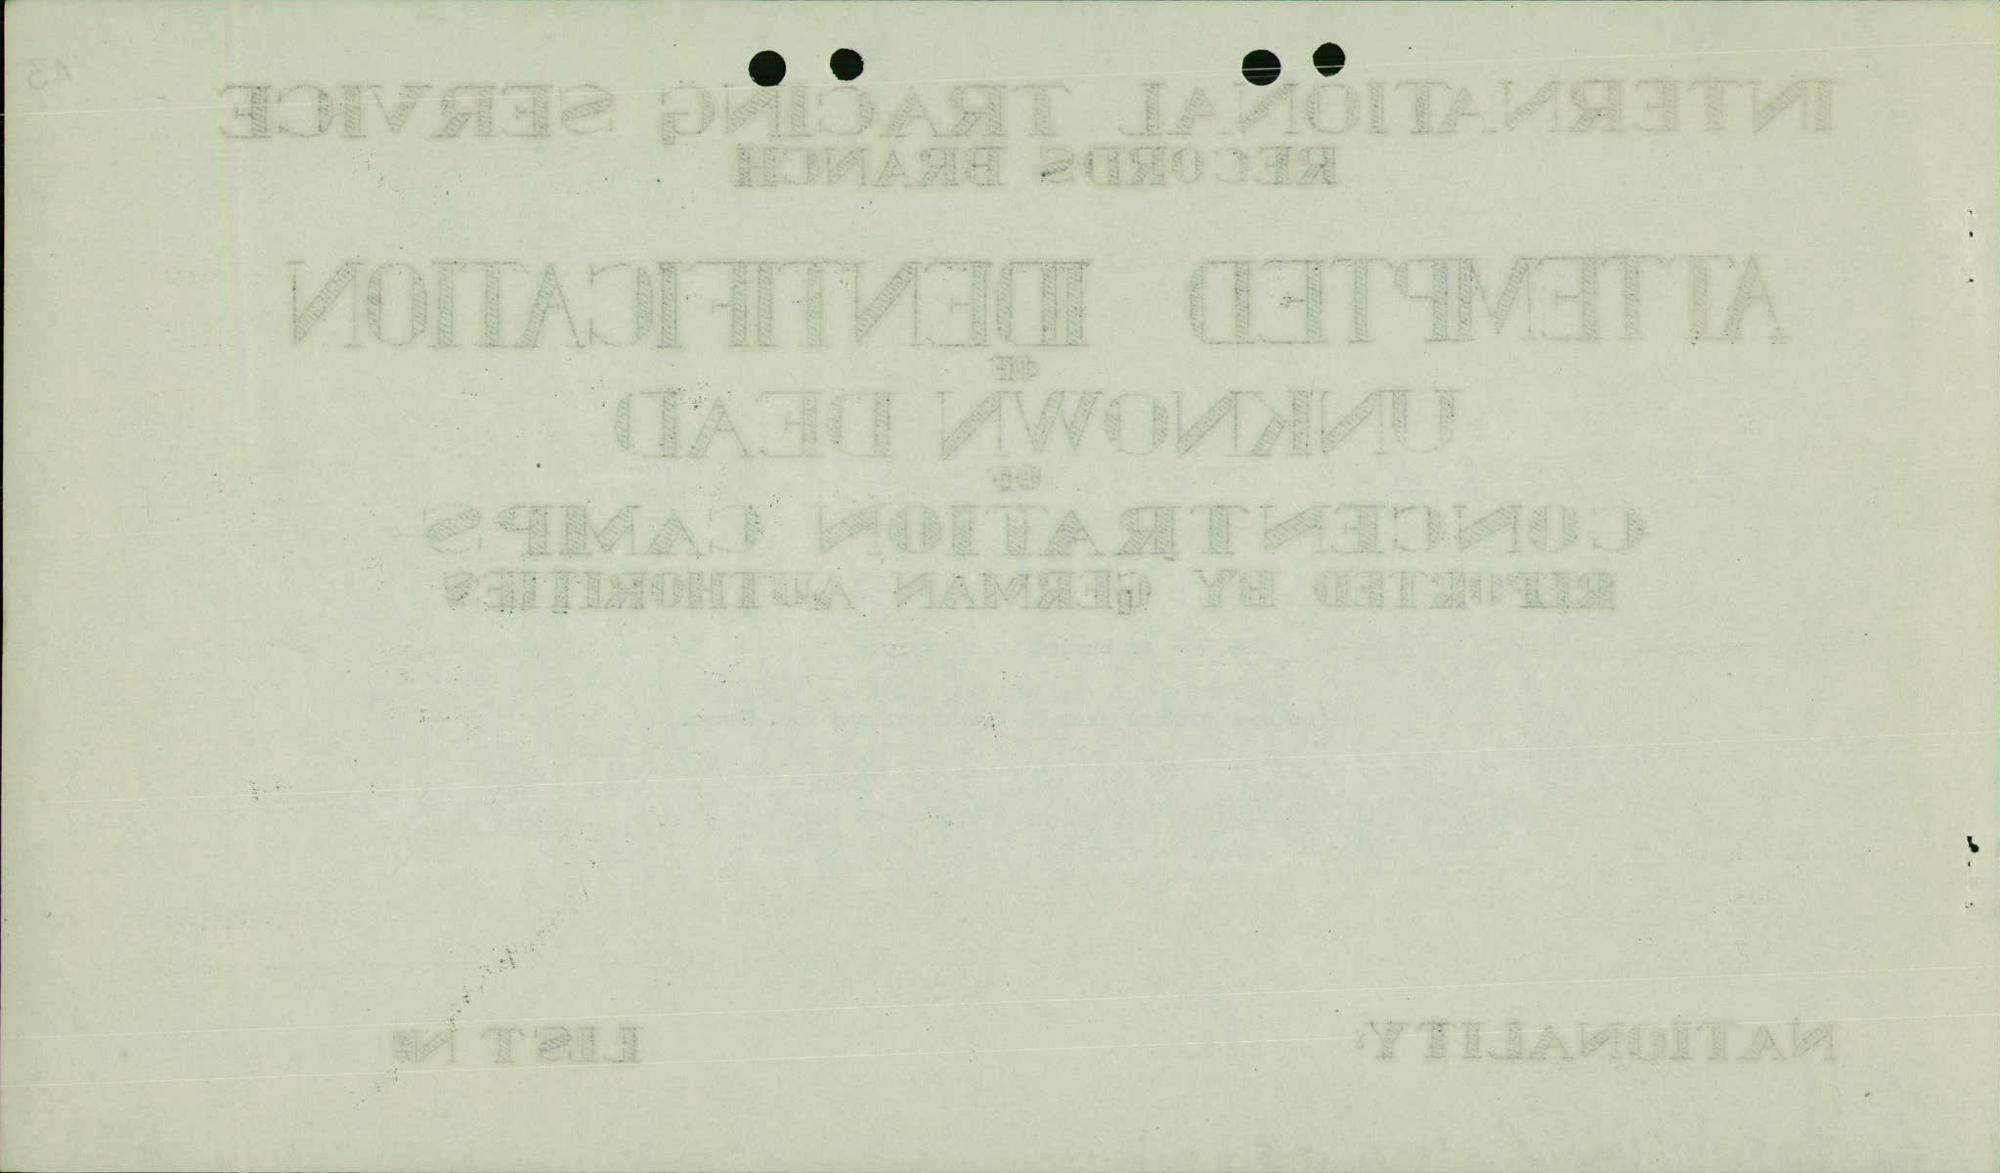 INTERNATIONAL TRACING SERVICE
RECORDS BRANCH
ATTEMPTED IDENTIFICATION
OF
UNKNOWN DEAD
OF
CONCENTRATION CAMPS
REPORTED BY GERMAN AUTHORITIES
NATIONALITY: LIST Nº